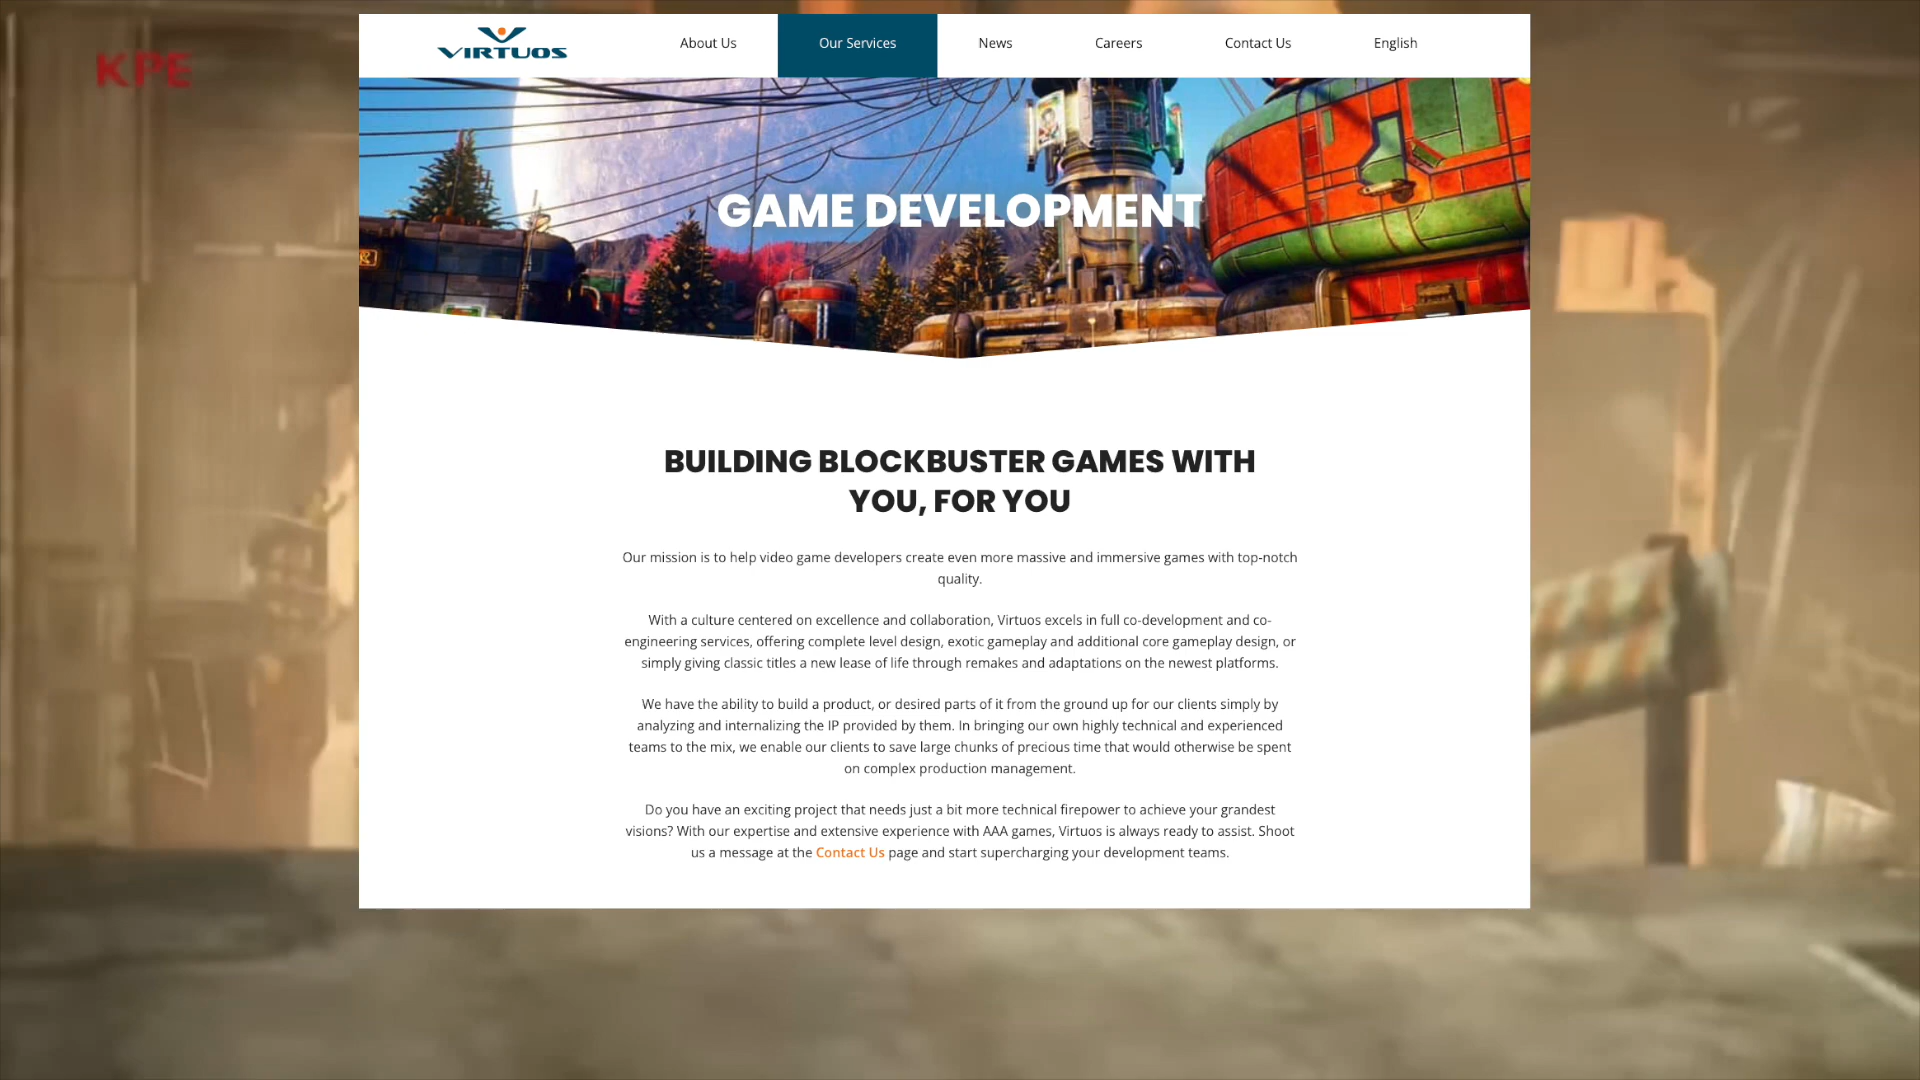 KPE
VIRTUOS
About Us
Our Services
News
Careers
Contact Us
English
GAME DEVELOPMENT
BUILDING BLOCKBUSTER GAMES WITH
YOU, FOR YOU
Our mission is to help video game developers create even more massive and immersive games with top-notch
quality.
With a culture centered on excellence and collaboration, Virtuos excels in full co-development and co-
engineering services, offering complete level design, exotic gameplay and additional core gameplay design, or
simply giving classic titles a new lease of life through remakes and adaptations on the newest platforms.
We have the ability to build a product, or desired parts of it from the ground up for our clients simply by
analyzing and internalizing the IP provided by them. In bringing our own highly technical and experienced
teams to the mix, we enable our clients to save large chunks of precious time that would otherwise be spent
on complex production management.
Do you have an exciting project that needs just a bit more technical firepower to achieve your grandest
visions? With our expertise and extensive experience with AAA games, Virtuos is always ready to assist. Shoot
us a message at the Contact Us page and start supercharging your development teams.